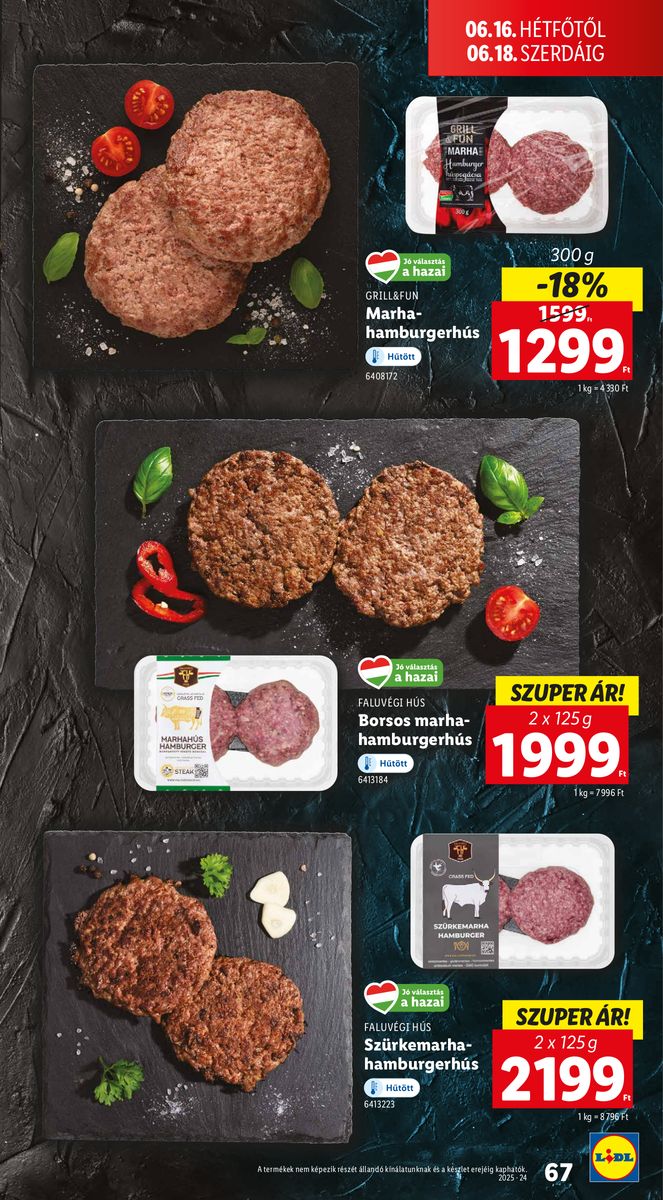 06.16. HÉTFŐTŐL
06.18. SZERDÁIG
GRILL
& FUN
MARHA
Hamburger
húspogácsa
300 g
Jó választás
a hazai
300 g
-18%
GRILL&FUN
Marha-
hamburgerhús
1599 Ft
1299 Ft
Hűtött
6408172
1 kg = 4 330 Ft
GRASS FED
MARHAHÚS
HAMBURGER
STEAK
Jó választás
a hazai
FALUVÉGI HÚS
Borsos marha-
hamburgerhús
Hűtött
6413184
SZUPER ÁR!
2 x 125 g
1999 Ft
1 kg = 7 996 Ft
GRASS FED
SZÜRKEMARHA
HAMBURGER
Jó választás
a hazai
FALUVÉGI HÚS
Szürkemarha-
hamburgerhús
Hűtött
6413223
SZUPER ÁR!
2 x 125 g
2199 Ft
1 kg = 8 796 Ft
A termékek nem képezik részét állandó kínálatunknak és a készlet erejéig kaphatók.
2025 - 24
67
LIDL